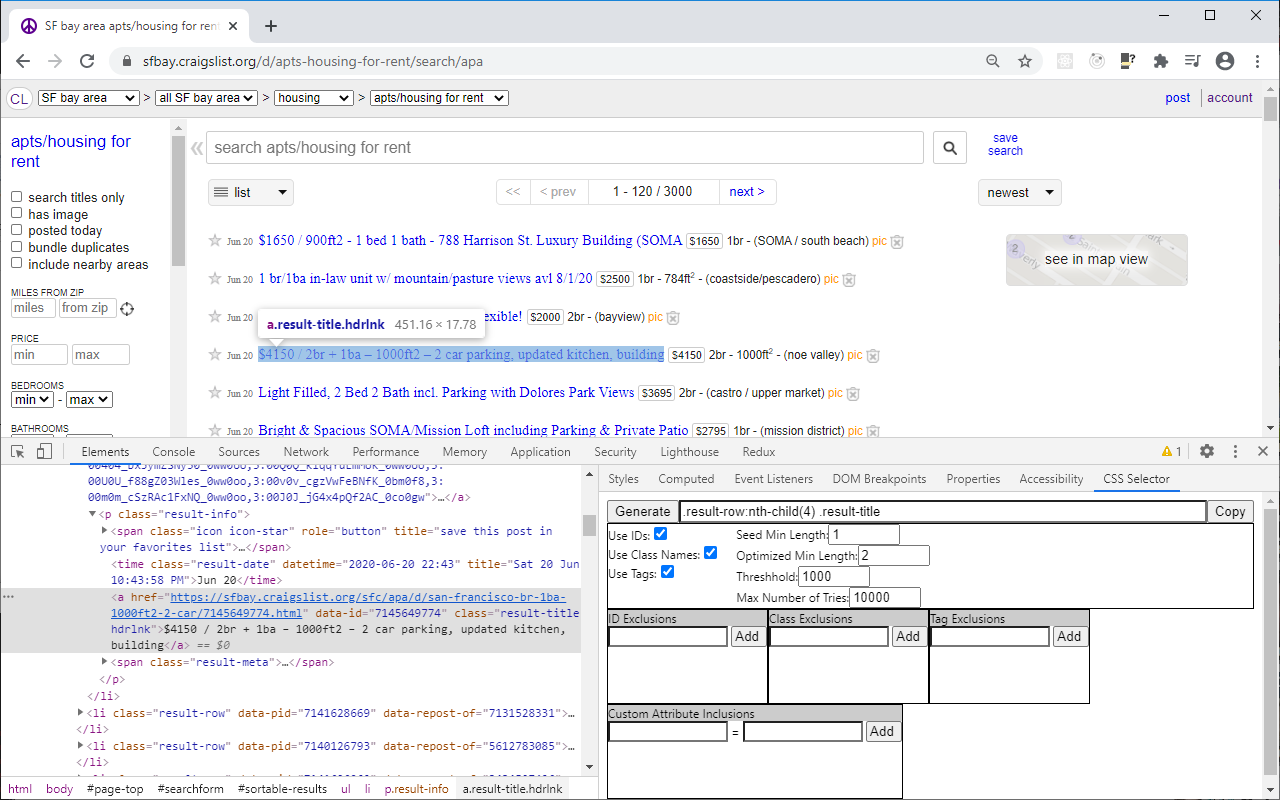 SF bay area apts/housing for rent
sfbay.craigslist.org/d/apts-housing-for-rent/search/apa
CL SF bay area > all SF bay area > housing > apts/housing for rent post account
apts/housing for
rent
search titles only
has image
posted today
bundle duplicates
include nearby areas
MILES FROM ZIP
miles from zip
PRICE
min max
BEDROOMS
min - max
BATHROOMS
search apts/housing for rent
save
search
list << < prev 1 - 120 / 3000 next > newest
Jun 20 $1650 / 900ft2 - 1 bed 1 bath - 788 Harrison St. Luxury Building (SOMA $1650 1br - (SOMA / south beach) pic
Jun 20 1 br/1ba in-law unit w/ mountain/pasture views avl 8/1/20 $2500 1br - 784ft² - (coastside/pescadero) pic
Jun 20 exible! $2000 2br - (bayview) pic
a.result-title.hdrlnk 451.16 × 17.78
Jun 20 $4150 / 2br + 1ba – 1000ft2 – 2 car parking, updated kitchen, building $4150 2br - 1000ft² - (noe valley) pic
Jun 20 Light Filled, 2 Bed 2 Bath incl. Parking with Dolores Park Views $3695 2br - (castro / upper market) pic
Jun 20 Bright & Spacious SOMA/Mission Loft including Parking & Private Patio $2795 1br - (mission district) pic
2
see in map view
Elements Console Sources Network Performance Memory Application Security Lighthouse Redux 1
00U0U_f88gZ03Wles_0ww0oo,3:00v0v_cgzVwFeBNfK_0bm0f8,3:
00m0m_cSzRAc1FxNQ_0ww0oo,3:00J0J_jG4x4pQf2AC_0co0gw">…</a>
<p class="result-info">
<span class="icon icon-star" role="button" title="save this post in
your favorites list">…</span>
<time class="result-date" datetime="2020-06-20 22:43" title="Sat 20 Jun
10:43:58 PM">Jun 20</time>
<a href="https://sfbay.craigslist.org/sfc/apa/d/san-francisco-br-1ba-
1000ft2-2-car/7145649774.html" data-id="7145649774" class="result-title
hdrlnk">$4150 / 2br + 1ba – 1000ft2 – 2 car parking, updated kitchen,
building</a> == $0
<span class="result-meta">…</span>
</p>
</li>
<li class="result-row" data-pid="7141628669" data-repost-of="7131528331">…
</li>
<li class="result-row" data-pid="7140126793" data-repost-of="5612783085">…
</li>
html body #page-top #searchform #sortable-results ul li p.result-info a.result-title.hdrlnk
Styles Computed Event Listeners DOM Breakpoints Properties Accessibility CSS Selector
Generate .result-row:nth-child(4) .result-title Copy
Use IDs: Seed Min Length: 1
Use Class Names: Optimized Min Length: 2
Use Tags: Threshhold: 1000
Max Number of Tries: 10000
ID Exclusions Class Exclusions Tag Exclusions
Add Add Add
Custom Attribute Inclusions
= Add